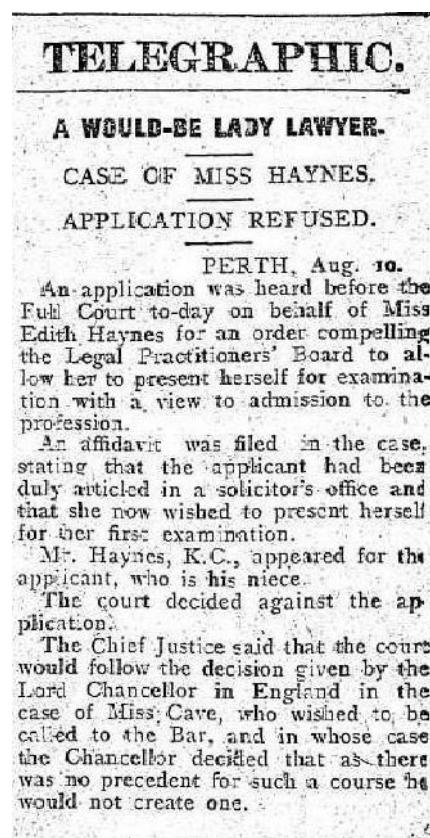 TELEGRAPHIC.
A WOULD-BE LADY LAWYER.
CASE OF MISS HAYNES.
APPLICATION REFUSED.
PERTH, Aug. 10.
An application was heard before the
Full Court to-day on behalf of Miss
Edith Haynes for an order compelling
the Legal Practitioners' Board to al-
low her to present herself for examina-
tion with a view to admission to the
profession.
An affidavit was filed in the case,
stating that the applicant had been
duly articled in a solicitor's office and
that she now wished to present herself
for her first examination.
Mr. Haynes, K.C., appeared for the
applicant, who is his niece.
The court decided against the ap
plication.
The Chief Justice said that the court
would follow the decision given by the
Lord Chancellor in England in the
case of Miss Cave, who wished to be
called to the Bar, and in whose case
the Chancellor decided that as there
was no precedent for such a course he
would not create one.